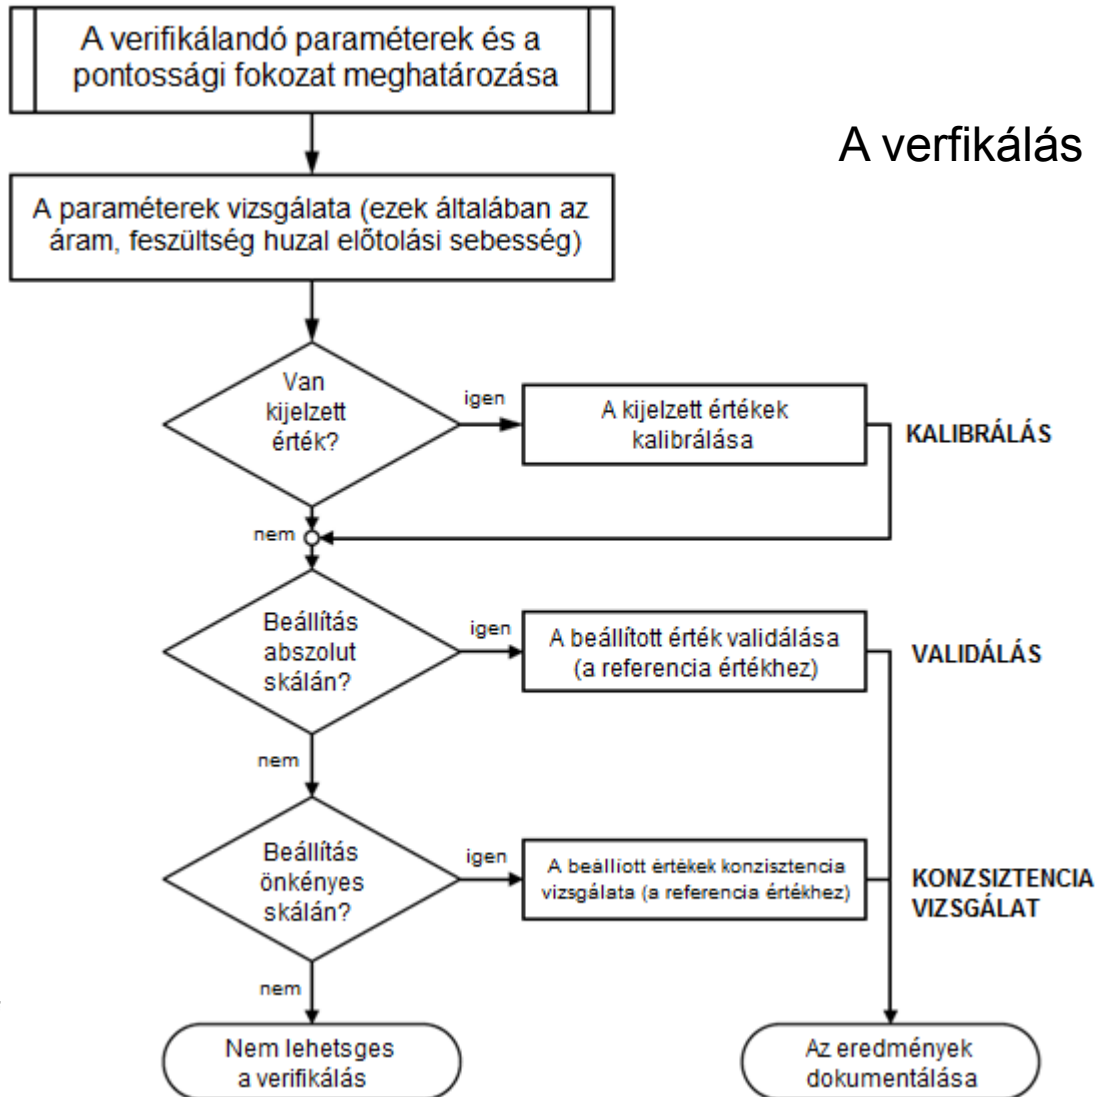 A verifikálandó paraméterek és a
pontossági fokozat meghatározása
A verfikálás
A paraméterek vizsgálata (ezek általában az
áram, feszültség huzal előtolási sebesség)
Van
kijelzett
érték?
igen
A kijelzett értékek
kalibrálása
KALIBRÁLÁS
nem
Beállítás
abszolut
skálán?
igen
A beállított érték validálása
(a referencia értékhez)
VALIDÁLÁS
nem
Beállítás
önkényes
skálán?
igen
A beállíott értékek konzisztencia
vizsgálata (a referencia értékhez)
KONZSIZTENCIA
VIZSGÁLAT
nem
Nem lehetsges
a verifikálás
Az eredmények
dokumentálása